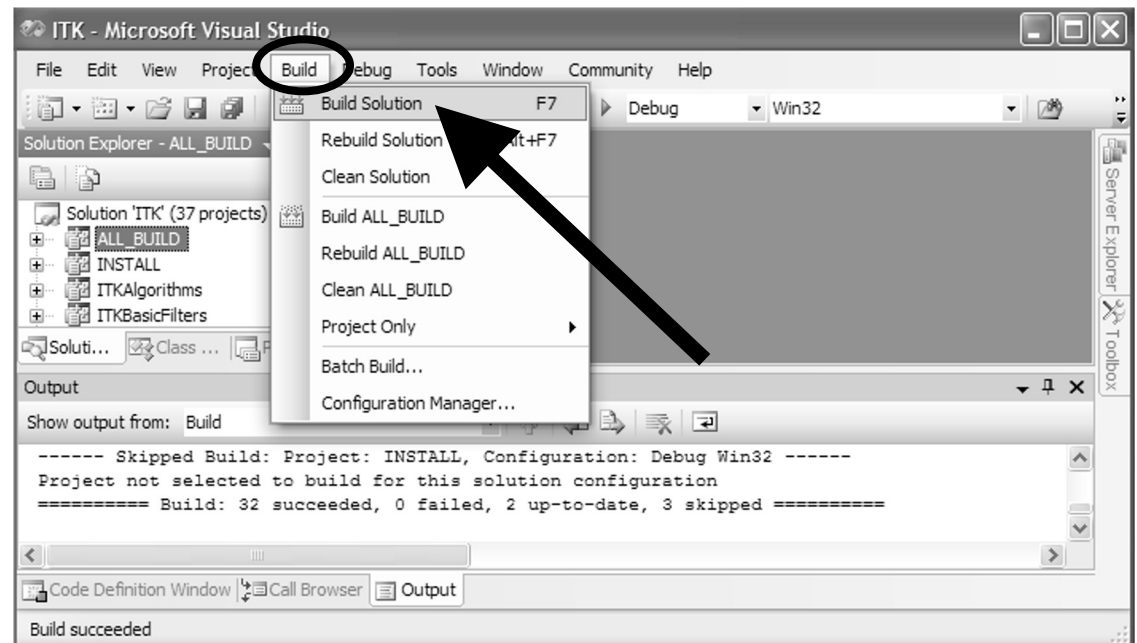 ITK - Microsoft Visual Studio
File Edit View Project Build Debug Tools Window Community Help
Debug Win32
Build Solution F7
Rebuild Solution
Clean Solution
Build ALL_BUILD
Rebuild ALL_BUILD
Clean ALL_BUILD
Project Only
Batch Build...
Configuration Manager...
Solution Explorer - ALL_BUILD
Solution 'ITK' (37 projects)
ALL_BUILD
INSTALL
ITKAlgorithms
ITKBasicFilters
Soluti... Class ...
Server Explorer
Toolbox
Output
Show output from: Build
------ Skipped Build: Project: INSTALL, Configuration: Debug Win32 ------
Project not selected to build for this solution configuration
========== Build: 32 succeeded, 0 failed, 2 up-to-date, 3 skipped ==========
Code Definition Window Call Browser Output
Build succeeded